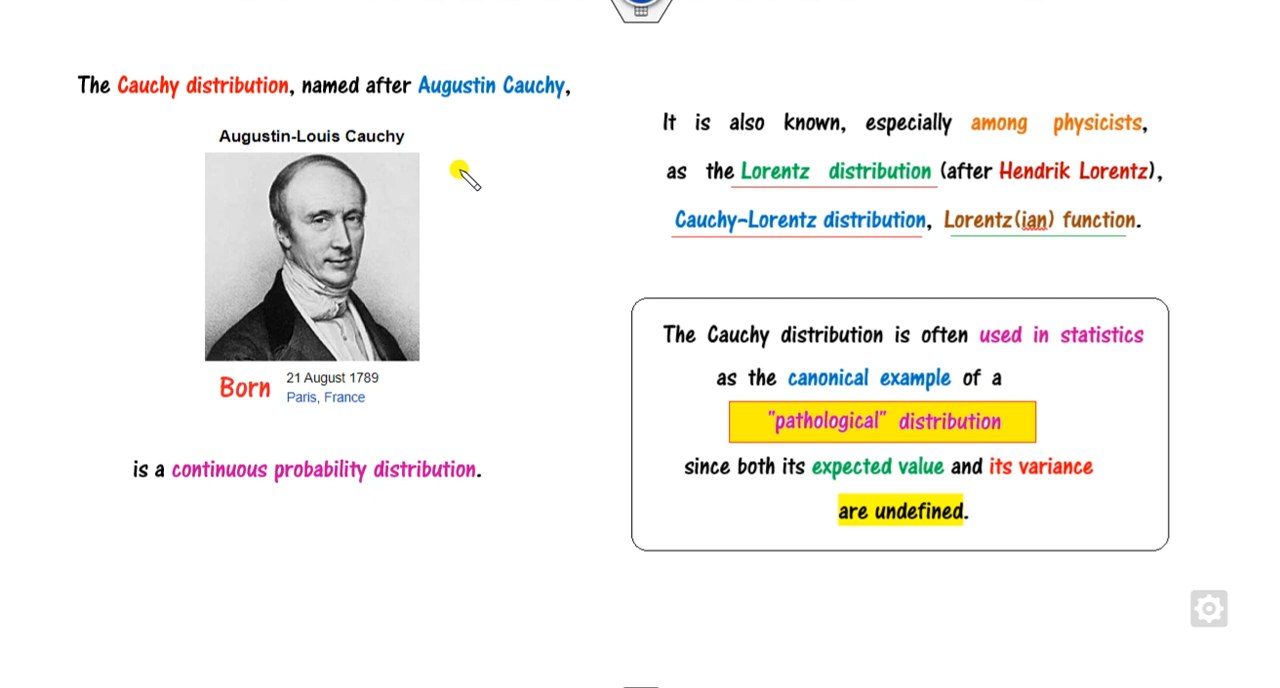 The Cauchy distribution, named after Augustin Cauchy,
Augustin-Louis Cauchy
Born
21 August 1789
Paris, France
is a continuous probability distribution.
It is also known, especially among physicists,
as the Lorentz distribution (after Hendrik Lorentz),
Cauchy-Lorentz distribution, Lorentz(ian) function.
The Cauchy distribution is often used in statistics
as the canonical example of a
"pathological" distribution
since both its expected value and its variance
are undefined.